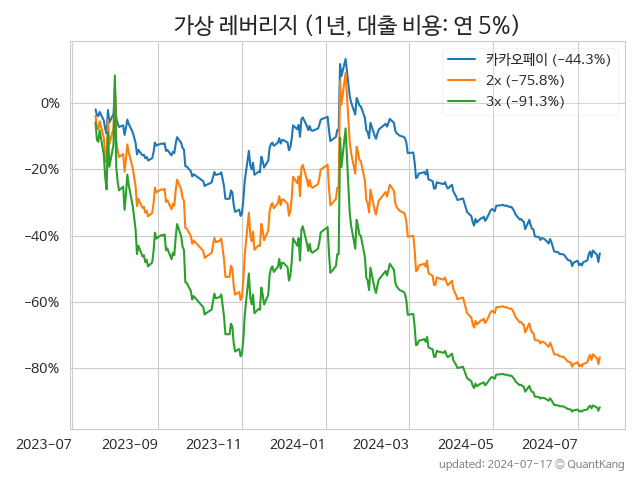 가상 레버리지 (1년, 대출 비용: 연 5%)
카카오페이 (−44.3%)
2x (−75.8%)
3x (−91.3%)
0%
−20%
−40%
−60%
−80%
2023-07 2023-09 2023-11 2024-01 2024-03 2024-05 2024-07
updated: 2024-07-17 © QuantKang